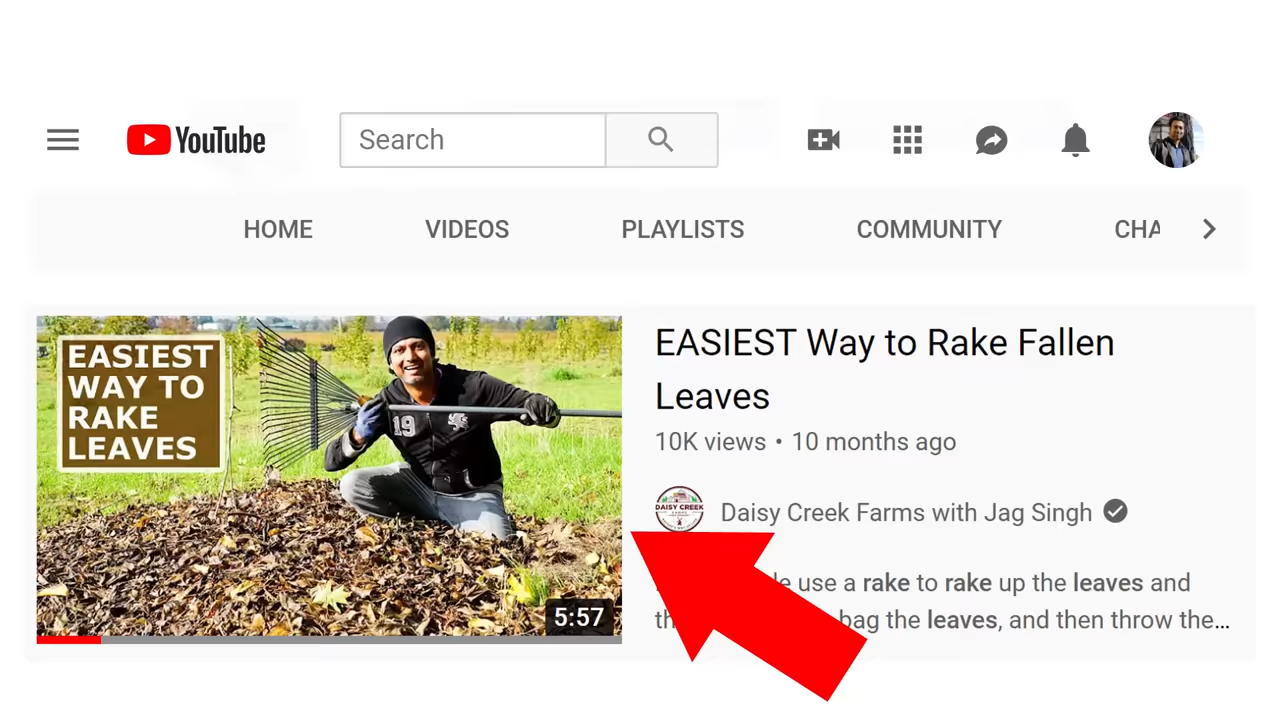 YouTube
Search
HOME VIDEOS PLAYLISTS COMMUNITY CHA
EASIEST
WAY TO
RAKE
LEAVES
19
5:57
EASIEST Way to Rake Fallen
Leaves
10K views • 10 months ago
DAISY CREEK
FARMS
Daisy Creek Farms with Jag Singh
use a rake to rake up the leaves and
bag the leaves, and then throw the...